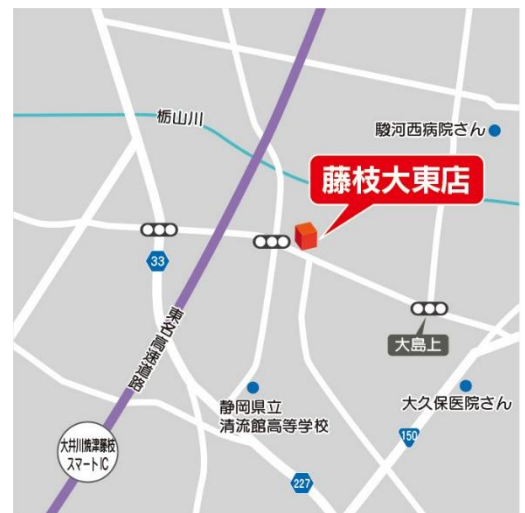 栃山川
駿河西病院さん
藤枝大東店
33
東名高速道路
大島上
静岡県立
清流館高等学校
大久保医院さん
150
大井川焼津藤枝
スマートIC
227